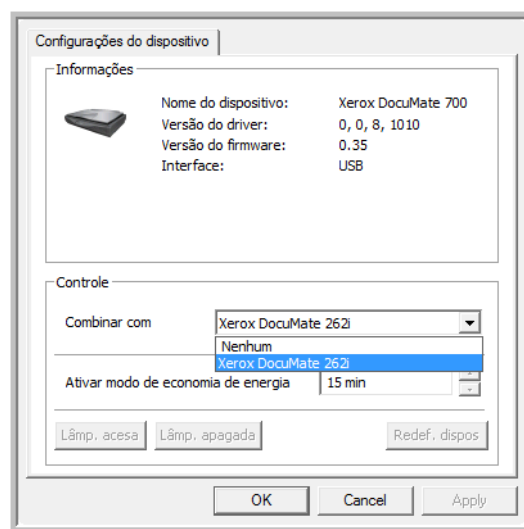 Configurações do dispositivo
Informações
Nome do dispositivo: Xerox DocuMate 700
Versão do driver: 0, 0, 8, 1010
Versão do firmware: 0.35
Interface: USB
Controle
Combinar com Xerox DocuMate 262i
Nenhum
Xerox DocuMate 262i
Ativar modo de economia de energia 15 min
Lâmp. acesa Lâmp. apagada Redef. dispos
OK Cancel Apply